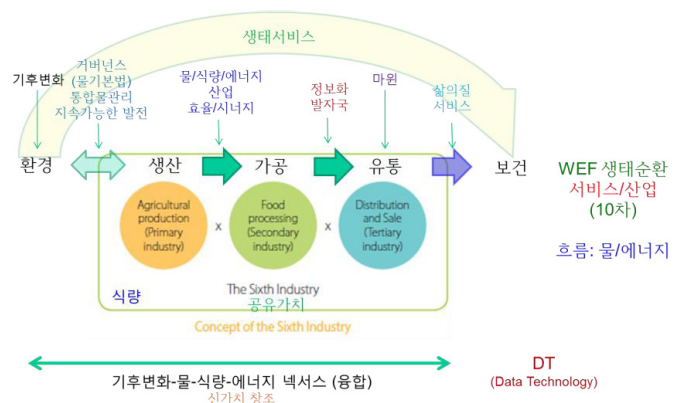 생태서비스
기후변화
거버넌스
(물기본법)
통합물관리
지속가능한 발전
물/식량/에너지
산업
효율/시너지
정보화
발자국
마윈
삶의질
서비스
환경
생산
가공
유통
보건
Agricultural
production
(Primary
industry)
x
Food
processing
(Secondary
industry)
x
Distribution
and Sale
(Tertiary
industry)
WEF 생태순환
서비스/산업
(10차)
흐름: 물/에너지
식량
The Sixth Industry
공유가치
Concept of the Sixth Industry
기후변화-물-식량-에너지 넥서스 (융합)
신가치 창조
DT
(Data Technology)